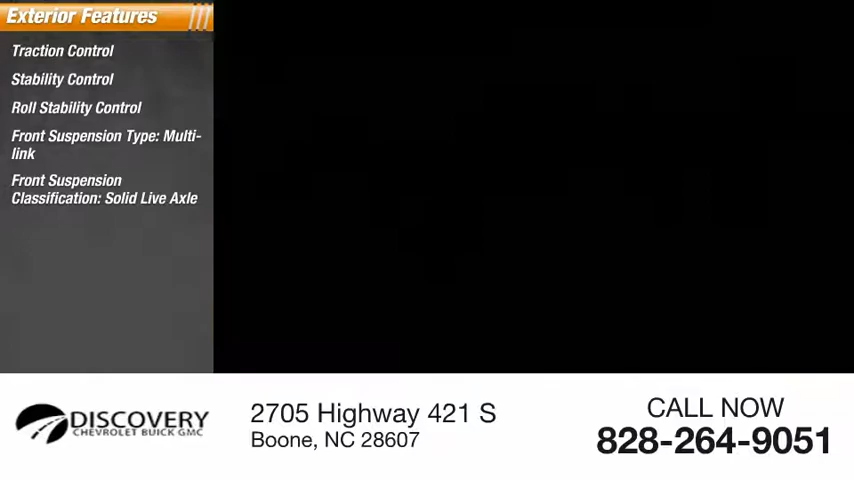 Exterior Features
Traction Control
Stability Control
Roll Stability Control
Front Suspension Type: Multi-
link
Front Suspension
Classification: Solid Live Axle
DISCOVERY
CHEVROLET BUICK GMC
2705 Highway 421 S
Boone, NC 28607
CALL NOW
828-264-9051